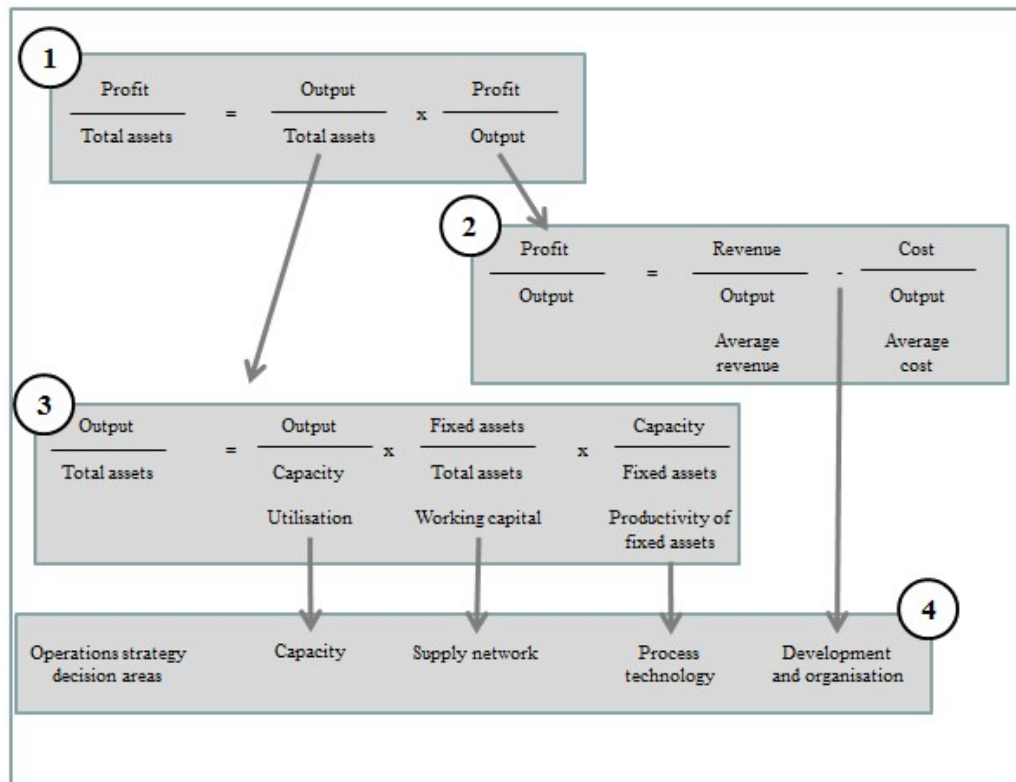 1
Profit Output Profit
= x
Total assets Total assets Output
2
Profit Revenue Cost
= -
Output Output Output
Average Average
revenue cost
3
Output Output Fixed assets Capacity
= x x
Total assets Capacity Total assets Fixed assets
Utilisation Working capital Productivity of
fixed assets
4
Operations strategy Capacity Supply network Process Development
decision areas technology and organisation